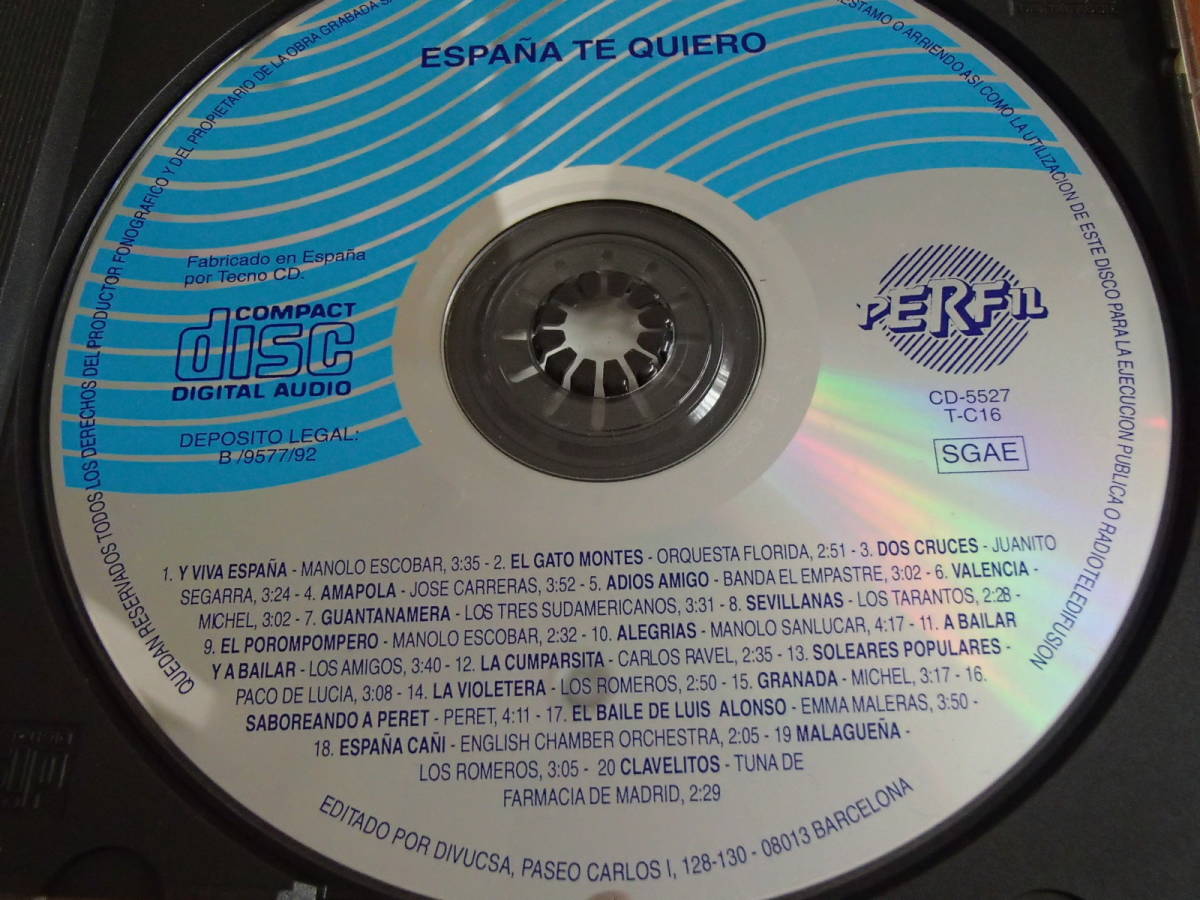 ESPAÑA TE QUIERO
QUEDAN RESERVADOS TODOS LOS DERECHOS DEL PRODUCTOR FONOGRAFICO Y DEL PROPIETARIO DE LA OBRA GRABADA
PRESTAMO O ARRIENDO ASI COMO LA UTILIZACION DE ESTE DISCO PARA LA EJECUCION PUBLICA O RADIOTELEDIFUSION
Fabricado en España
por Tecno CD.
COMPACT
disc
DIGITAL AUDIO
DEPOSITO LEGAL:
B /9577/92
PERFIL
CD-5527
T-C16
SGAE
1. Y VIVA ESPAÑA - MANOLO ESCOBAR, 3:35 - 2. EL GATO MONTES - ORQUESTA FLORIDA, 2:51 - 3. DOS CRUCES - JUANITO
SEGARRA, 3:24 - 4. AMAPOLA - JOSE CARRERAS, 3:52 - 5. ADIOS AMIGO - BANDA EL EMPASTRE, 3:02 - 6. VALENCIA -
MICHEL, 3:02 - 7. GUANTANAMERA - LOS TRES SUDAMERICANOS, 3:31 - 8. SEVILLANAS - LOS TARANTOS, 2:28 -
9. EL POROMPOMPERO - MANOLO ESCOBAR, 2:32 - 10. ALEGRIAS - MANOLO SANLUCAR, 4:17 - 11. A BAILAR
Y A BAILAR - LOS AMIGOS, 3:40 - 12. LA CUMPARSITA - CARLOS RAVEL, 2:35 - 13. SOLEARES POPULARES -
PACO DE LUCIA, 3:08 - 14. LA VIOLETERA - LOS ROMEROS, 2:50 - 15. GRANADA - MICHEL, 3:17 - 16.
SABOREANDO A PERET - PERET, 4:11 - 17. EL BAILE DE LUIS ALONSO - EMMA MALERAS, 3:50 -
18. ESPAÑA CAÑI - ENGLISH CHAMBER ORCHESTRA, 2:05 - 19 MALAGUEÑA -
LOS ROMEROS, 3:05 - 20 CLAVELITOS - TUNA DE
FARMACIA DE MADRID, 2:29
EDITADO POR DIVUCSA, PASEO CARLOS I, 128-130 - 08013 BARCELONA